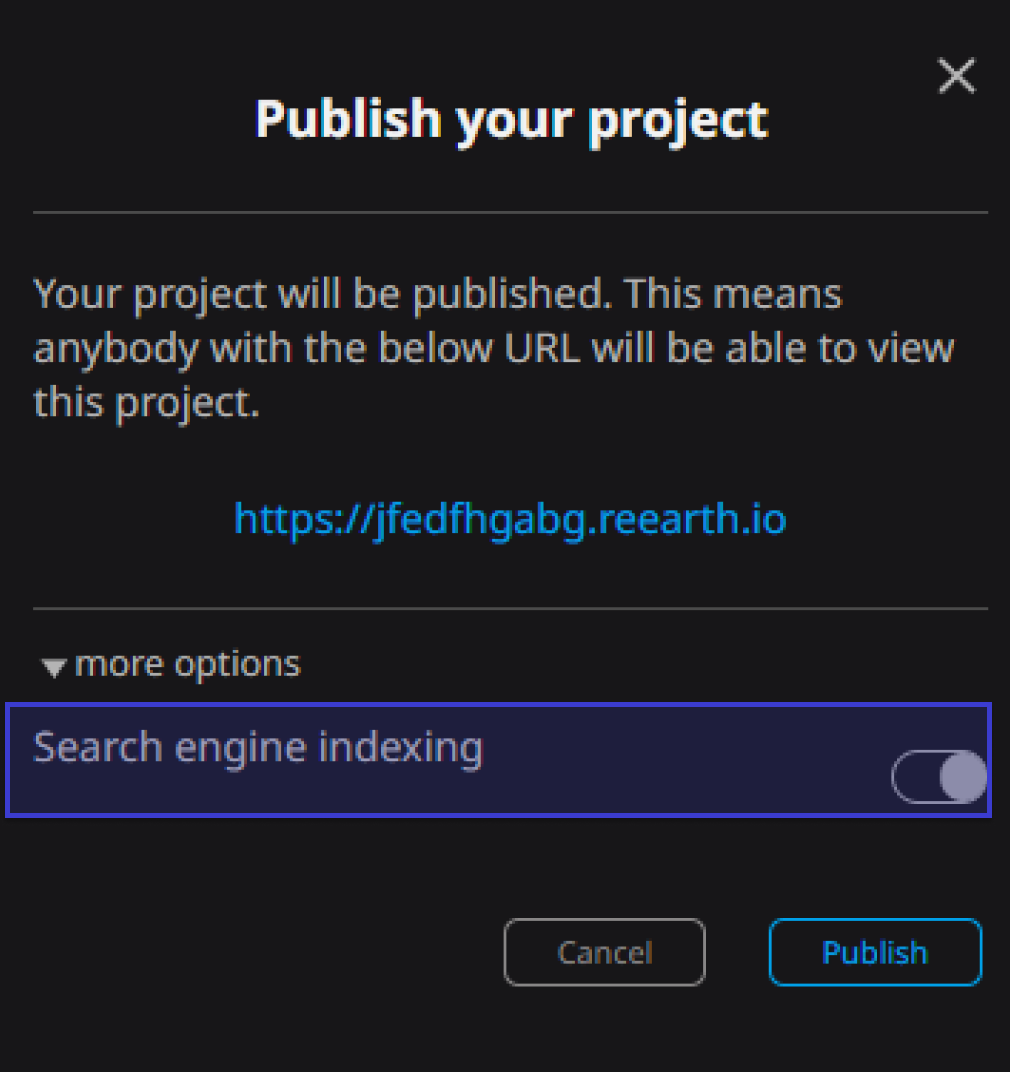 Publish your project
Your project will be published. This means
anybody with the below URL will be able to view
this project.
https://jfedfhgabg.reearth.io
more options
Search engine indexing
Cancel
Publish